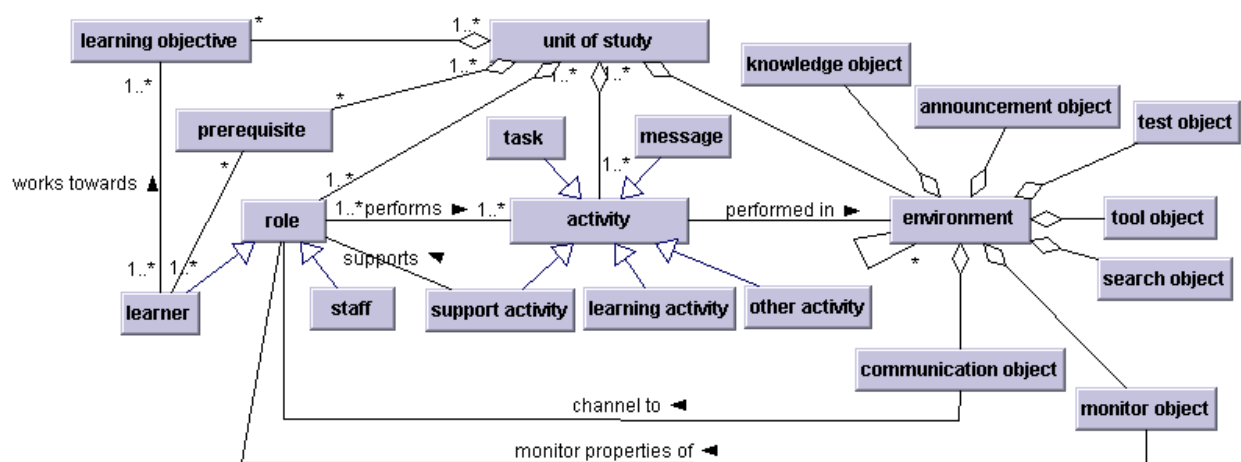 * 1..*
learning objective unit of study
1..* 1..* 1..* 1..* knowledge object
*
announcement object
prerequisite task message test object
* 1..*
works towards ▲ 1..*
role 1..* performs ► 1..* activity performed in ► environment tool object
supports ◄ *
1..* 1..* search object
learner staff support activity learning activity other activity
communication object
channel to ◄ monitor object
monitor properties of ◄